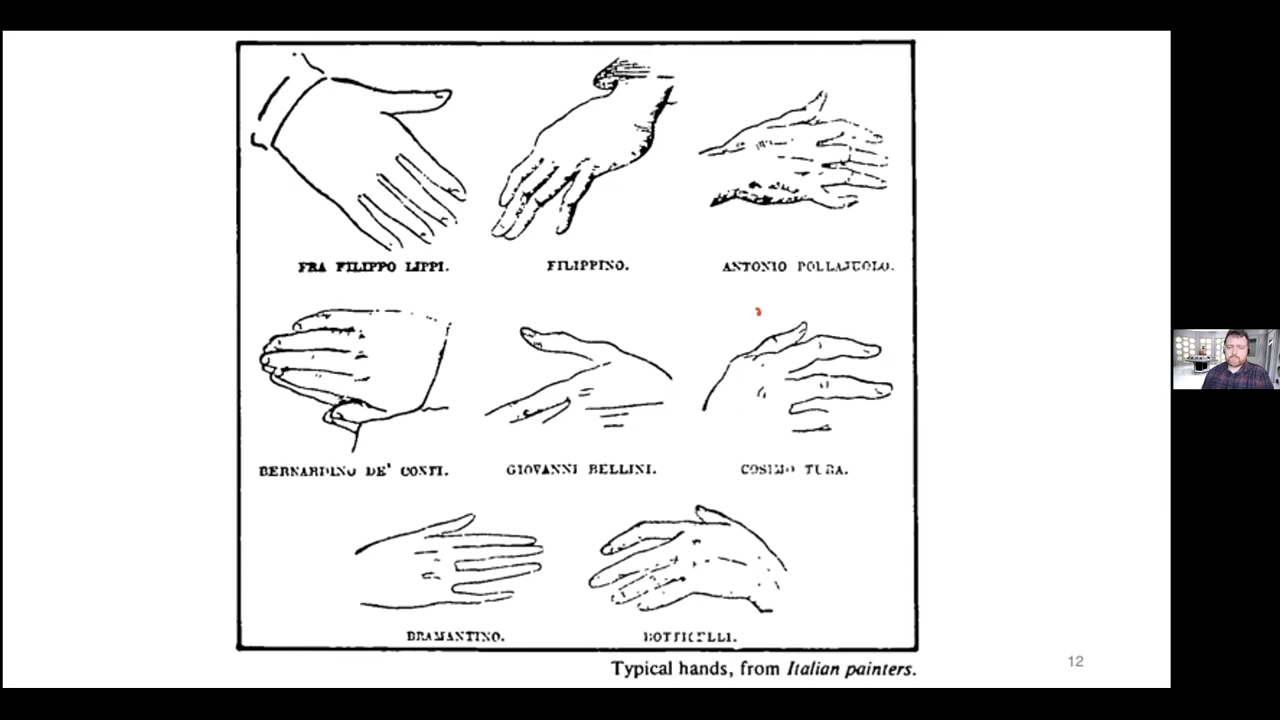 FRA FILIPPO LIPPI.
FILIPPINO.
ANTONIO POLLAJUOLO.
BERNARDINO DE' CONTI.
GIOVANNI BELLINI.
COSIMO TURA.
BRAMANTINO.
BOTTICELLI.
Typical hands, from Italian painters.
12